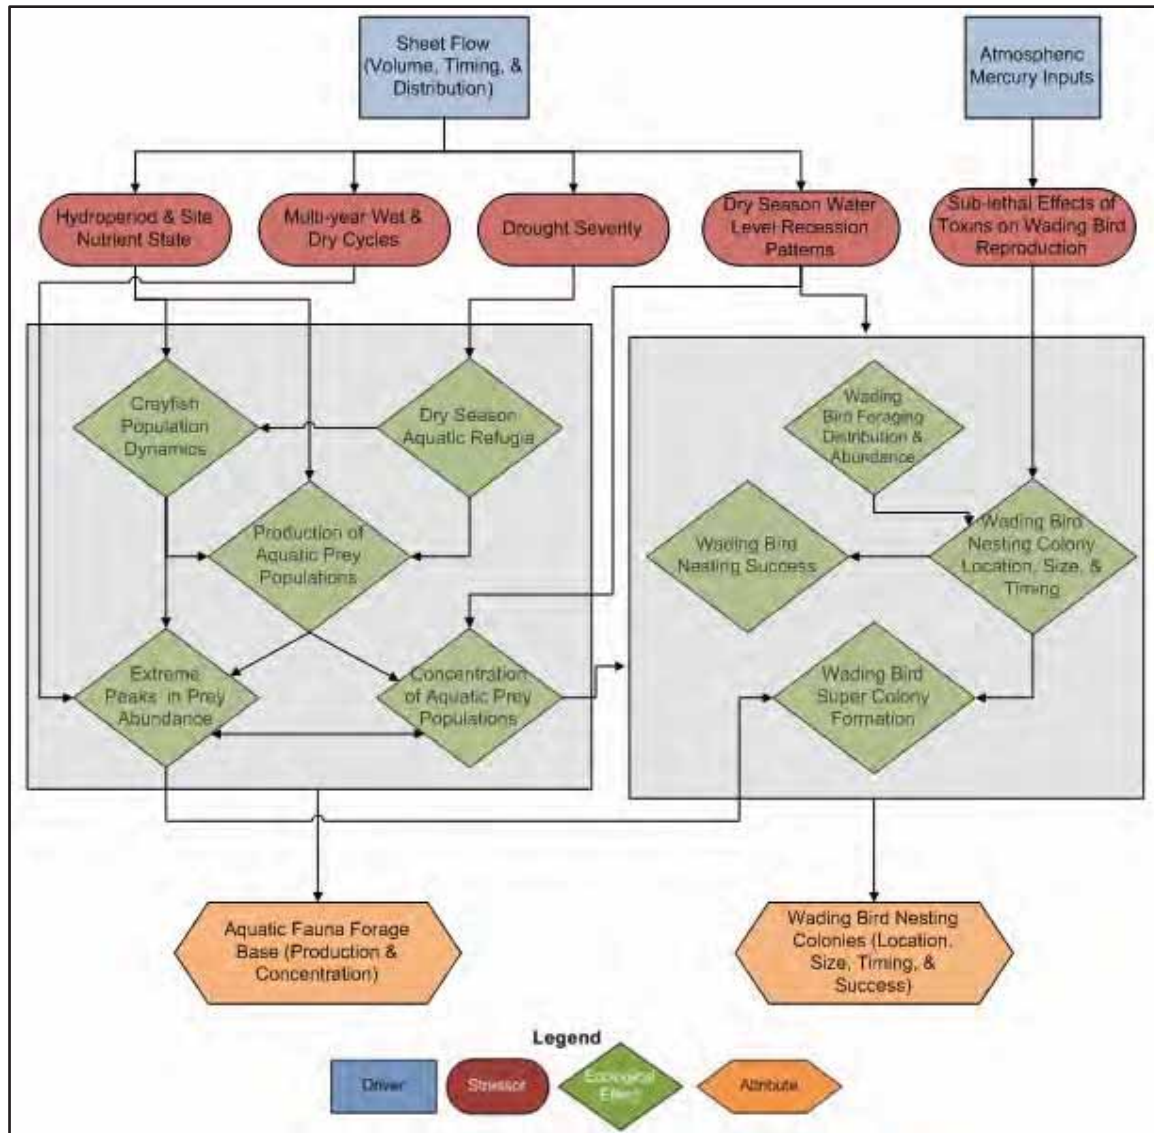 Sheet Flow
(Volume, Timing, &
Distribution)
Atmospheric
Mercury Inputs
Hydroperiod & Site
Nutrient State
Multi-year Wet &
Dry Cycles
Drought Severity
Dry Season Water
Level Recession
Patterns
Sub-lethal Effects of
Toxins on Wading Bird
Reproduction
Crayfish
Population
Dynamics
Dry Season
Aquatic Refugia
Wading
Bird Foraging
Distribution &
Abundance
Production of
Aquatic Prey
Populations
Wading Bird
Nesting Success
Wading Bird
Nesting Colony
Location, Size, &
Timing
Extreme
Peaks in Prey
Abundance
Concentration
of Aquatic Prey
Populations
Wading Bird
Super Colony
Formation
Aquatic Fauna Forage
Base (Production &
Concentration)
Wading Bird Nesting
Colonies (Location,
Size, Timing, &
Success)
Legend
Driver
Stressor
Ecological
Effect
Attribute